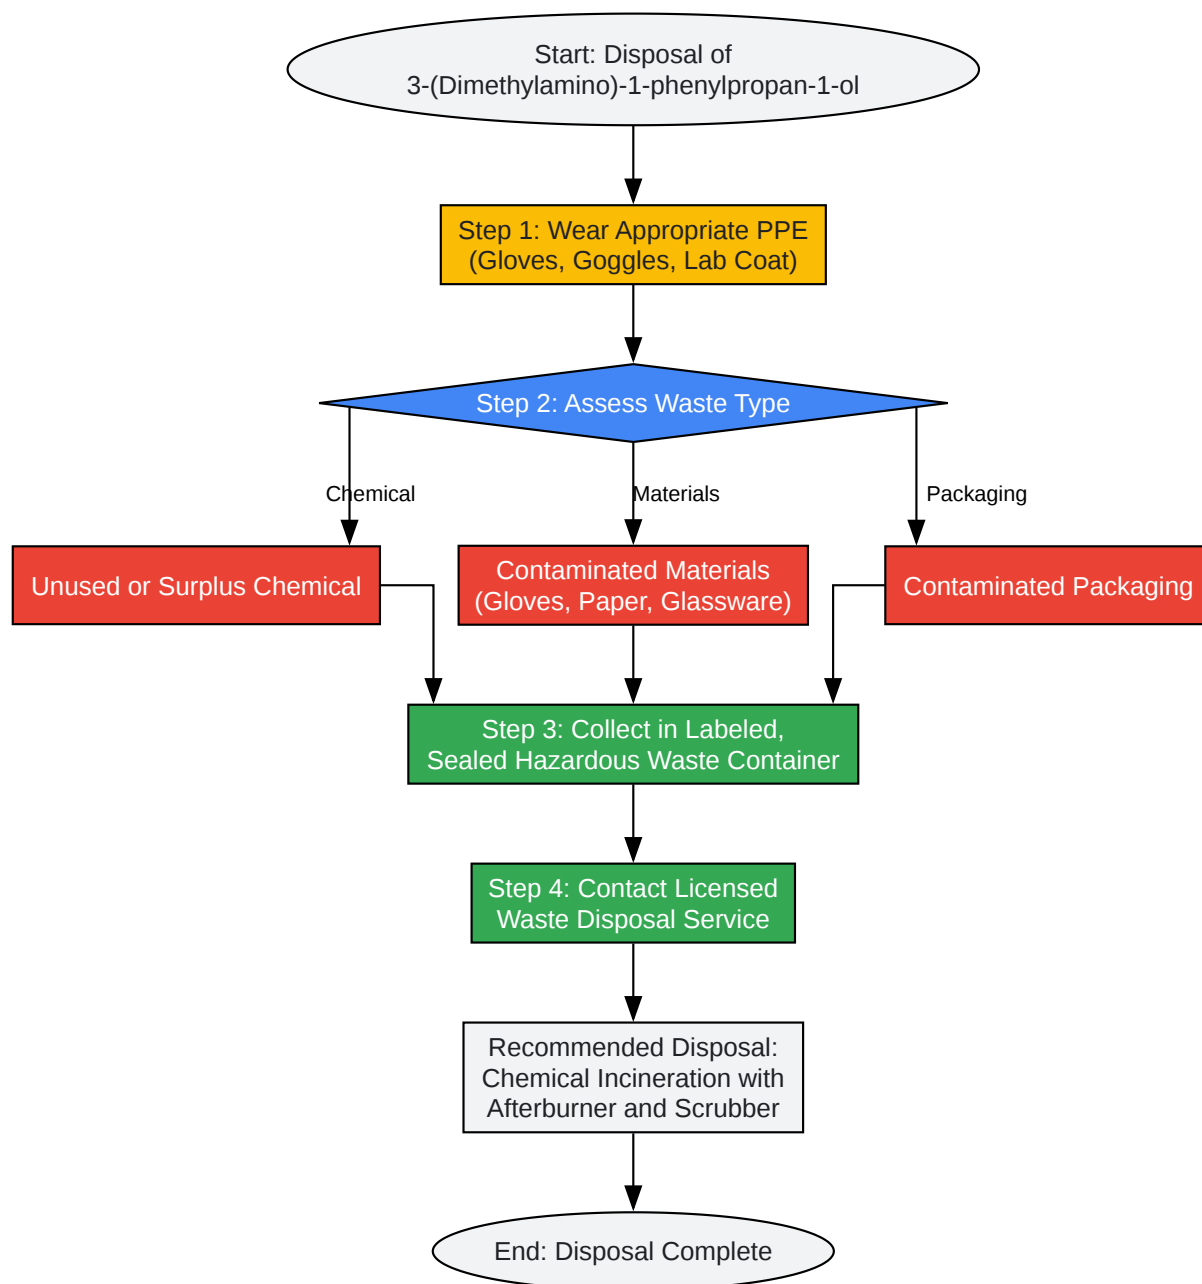 Start: Disposal of
3-(Dimethylamino)-1-phenylpropan-1-ol
Step 1: Wear Appropriate PPE
(Gloves, Goggles, Lab Coat)
Step 2: Assess Waste Type
Chemical
Materials
Packaging
Unused or Surplus Chemical
Contaminated Materials
(Gloves, Paper, Glassware)
Contaminated Packaging
Step 3: Collect in Labeled,
Sealed Hazardous Waste Container
Step 4: Contact Licensed
Waste Disposal Service
Recommended Disposal:
Chemical Incineration with
Afterburner and Scrubber
End: Disposal Complete